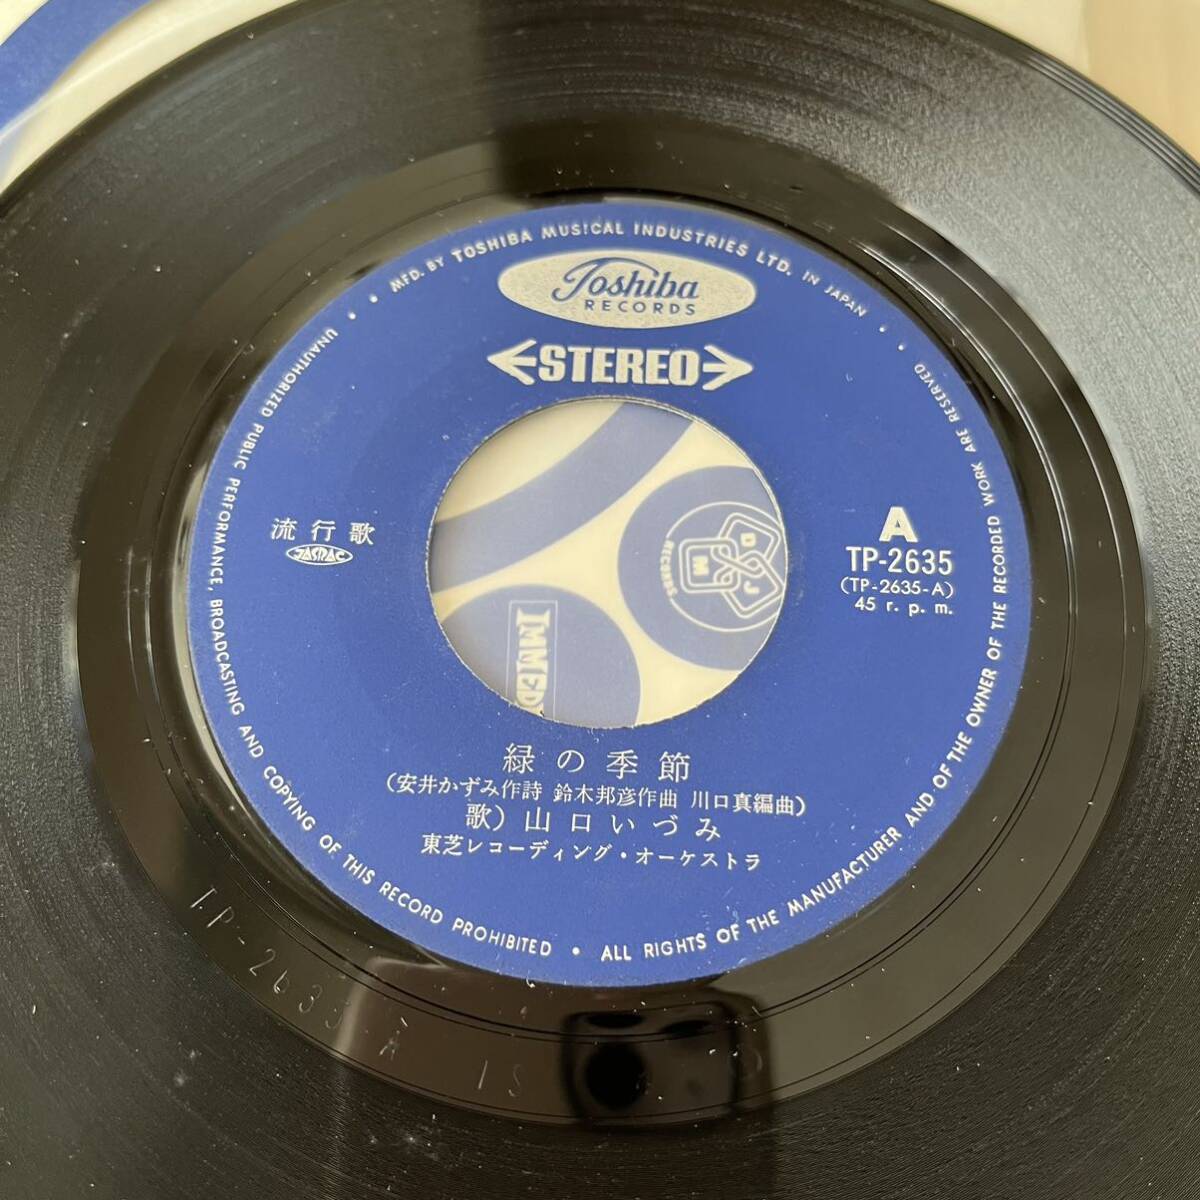 MFD. BY TOSHIBA MUSICAL INDUSTRIES LTD. IN JAPAN
Toshiba
RECORDS
STEREO
流行歌
JASRAC
A
TP-2635
(TP-2635-A)
45 r. p. m.
D
J
M
RECORDS
IMMED
緑の季節
(安井かずみ作詩 鈴木邦彦作曲 川口真編曲)
歌) 山口いづみ
東芝レコーディング・オーケストラ
UNAUTHORIZED PUBLIC PERFORMANCE, BROADCASTING AND COPYING OF THIS RECORD PROHIBITED • ALL RIGHTS OF THE MANUFACTURER AND OF THE OWNER OF THE RECORDED WORK ARE RESERVED
TP-2635 A 1S